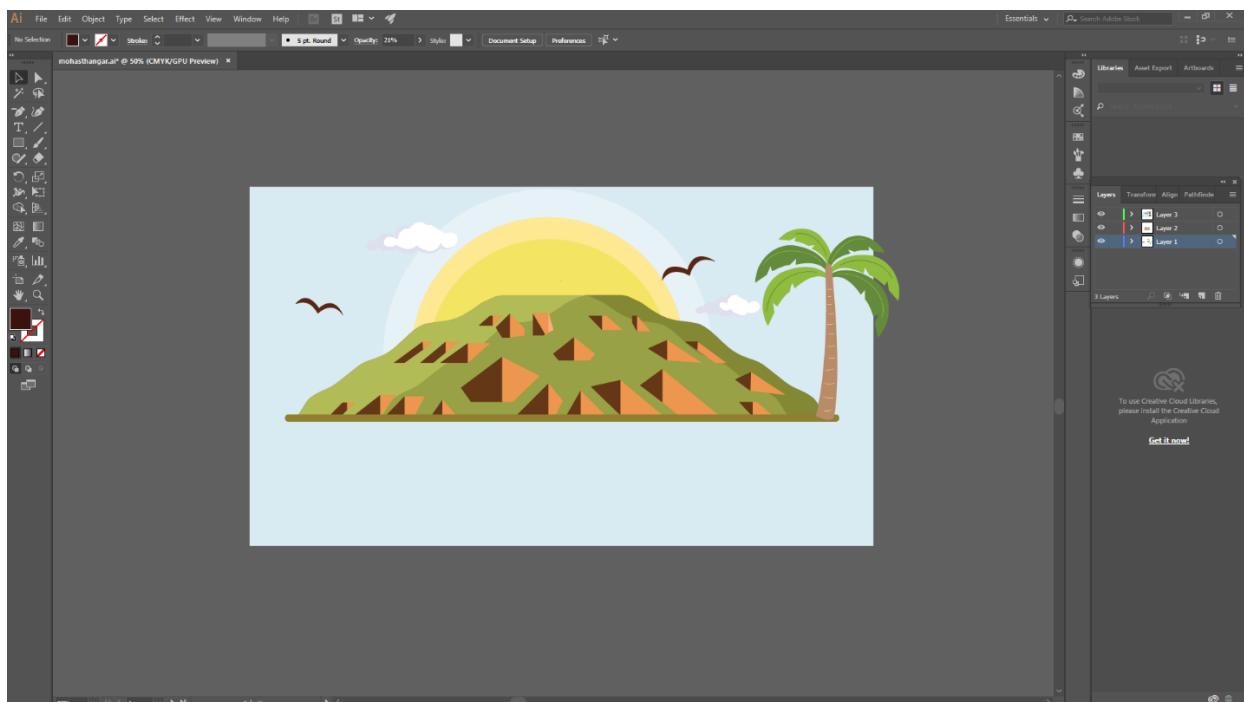 Ai File Edit Object Type Select Effect View Window Help Br St Essentials Search Adobe Stock
No Selection Stroke: 5 pt. Round Opacity: 21% Style: Document Setup Preferences
mohasthangar.ai* @ 50% (CMYK/GPU Preview) ×
Libraries Asset Export Artboards
Layers Transform Align Pathfinde
Layer 3
Layer 2
Layer 1
3 Layers
To use Creative Cloud Libraries,
please install the Creative Cloud
Application
Get it now!